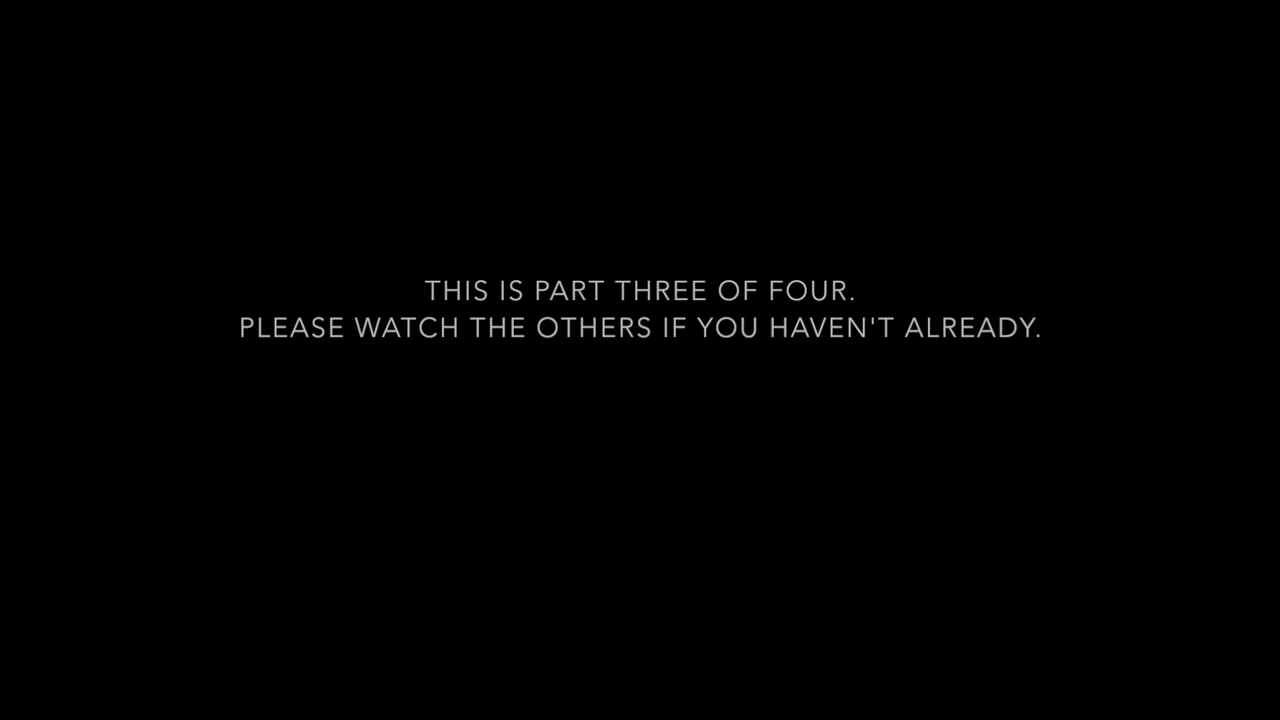 THIS IS PART THREE OF FOUR.
PLEASE WATCH THE OTHERS IF YOU HAVEN'T ALREADY.